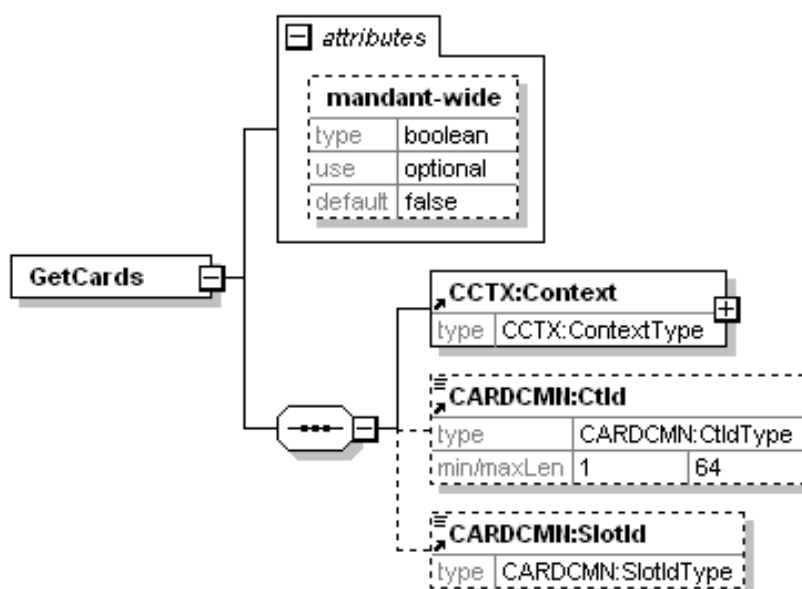 attributes
mandant-wide
type boolean
use optional
default false
GetCards
CCTX:Context
type CCTX:ContextType
CARDCMN:CtId
type CARDCMN:CtIdType
min/maxLen 1 64
CARDCMN:SlotId
type CARDCMN:SlotIdType